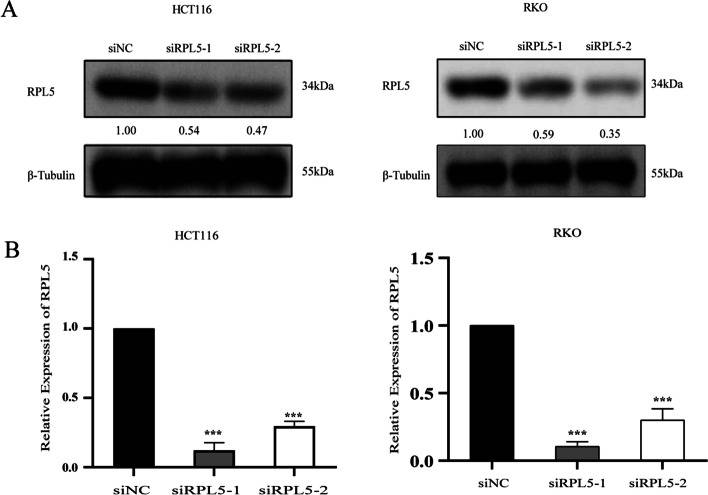 A
HCT116
siNC siRPL5-1 siRPL5-2
RPL5
34kDa
1.00 0.54 0.47
β-Tubulin
55kDa
RKO
siNC siRPL5-1 siRPL5-2
RPL5
34kDa
1.00 0.59 0.35
β-Tubulin
55kDa
B
HCT116
Relative Expression of RPL5
1.5
1.0
0.5
0.0
***
***
siNC siRPL5-1 siRPL5-2
RKO
Relative Expression of RPL5
1.5
1.0
0.5
0.0
***
***
siNC siRPL5-1 siRPL5-2